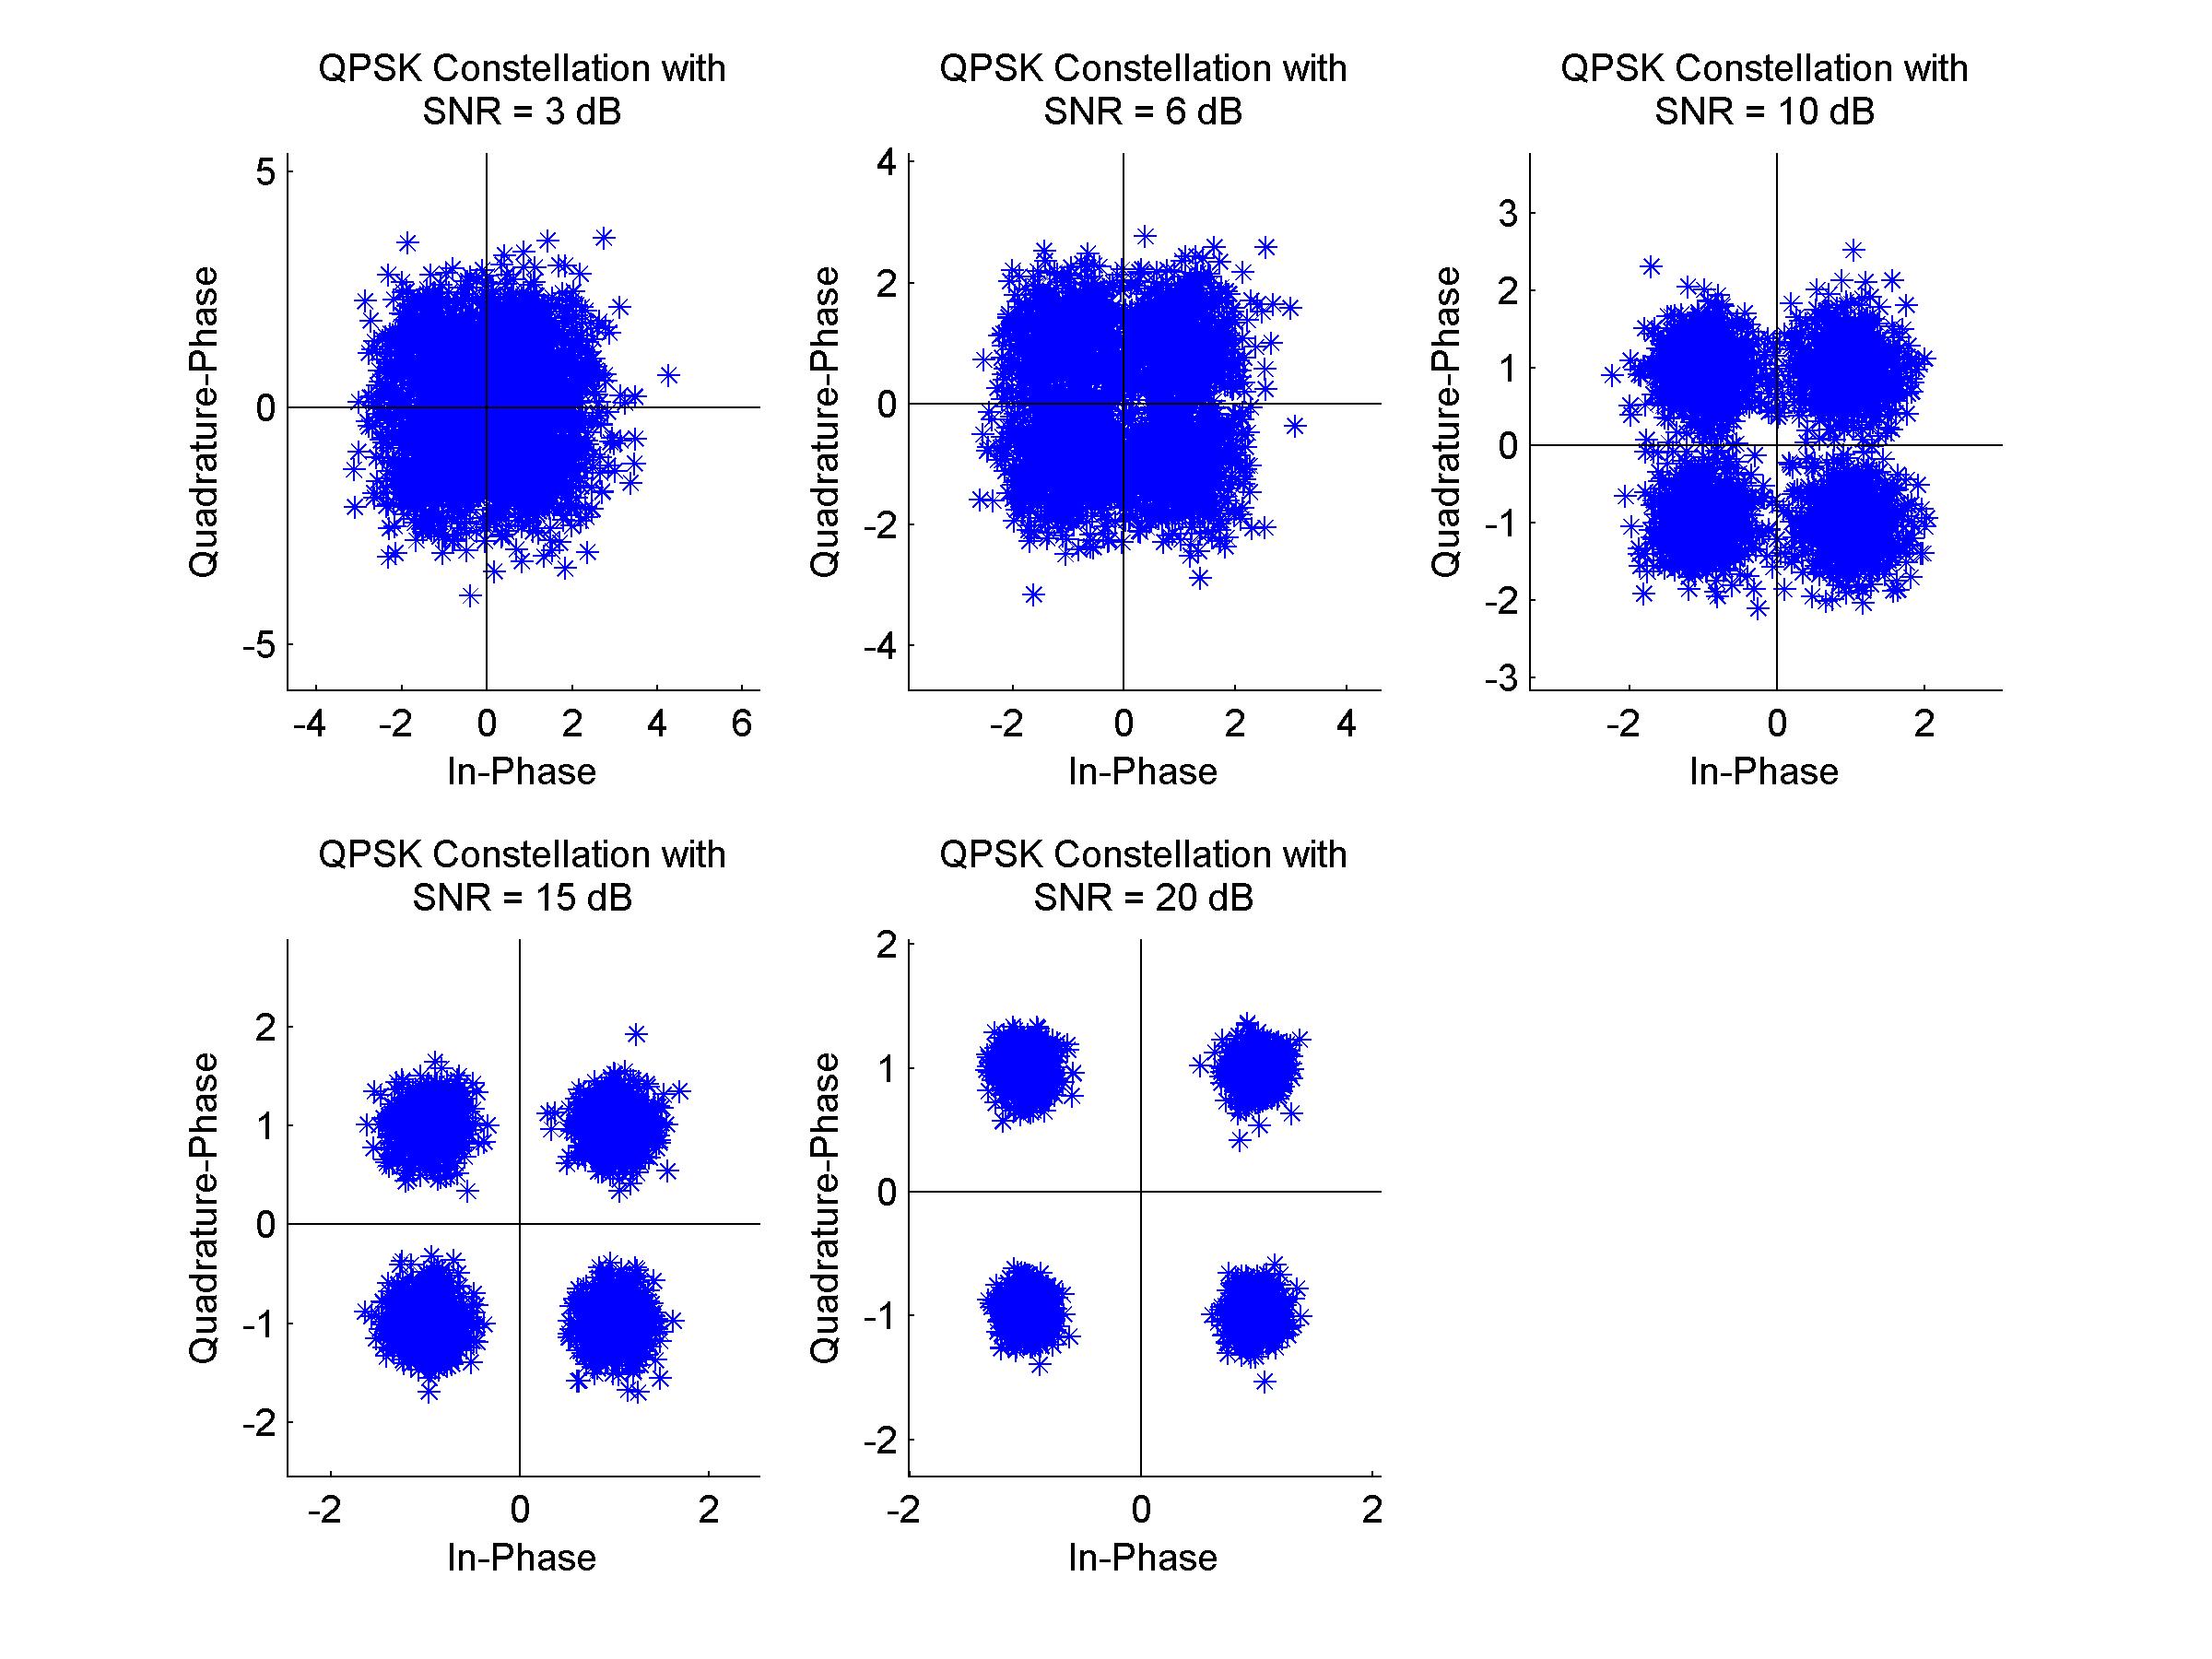 QPSK Constellation with
SNR = 3 dB
5
0
-5
-4 -2 0 2 4 6
Quadrature-Phase
In-Phase
QPSK Constellation with
SNR = 6 dB
4
2
0
-2
-4
-2 0 2 4
Quadrature-Phase
In-Phase
QPSK Constellation with
SNR = 10 dB
3
2
1
0
-1
-2
-3
-2 0 2
Quadrature-Phase
In-Phase
QPSK Constellation with
SNR = 15 dB
2
1
0
-1
-2
-2 0 2
Quadrature-Phase
In-Phase
QPSK Constellation with
SNR = 20 dB
2
1
0
-1
-2
-2 0 2
Quadrature-Phase
In-Phase